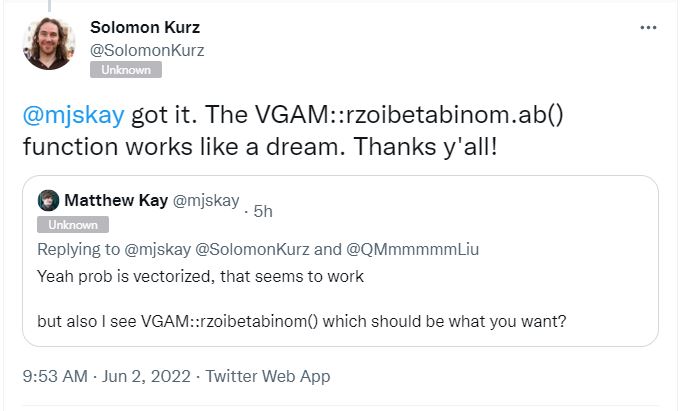 Solomon Kurz
@SolomonKurz
Unknown
@mjskay got it. The VGAM::rzoibetabinom.ab()
function works like a dream. Thanks y'all!
Matthew Kay @mjskay · 5h
Unknown
Replying to @mjskay @SolomonKurz and @QMmmmmmLiu
Yeah prob is vectorized, that seems to work
but also I see VGAM::rzoibetabinom() which should be what you want?
9:53 AM · Jun 2, 2022 · Twitter Web App